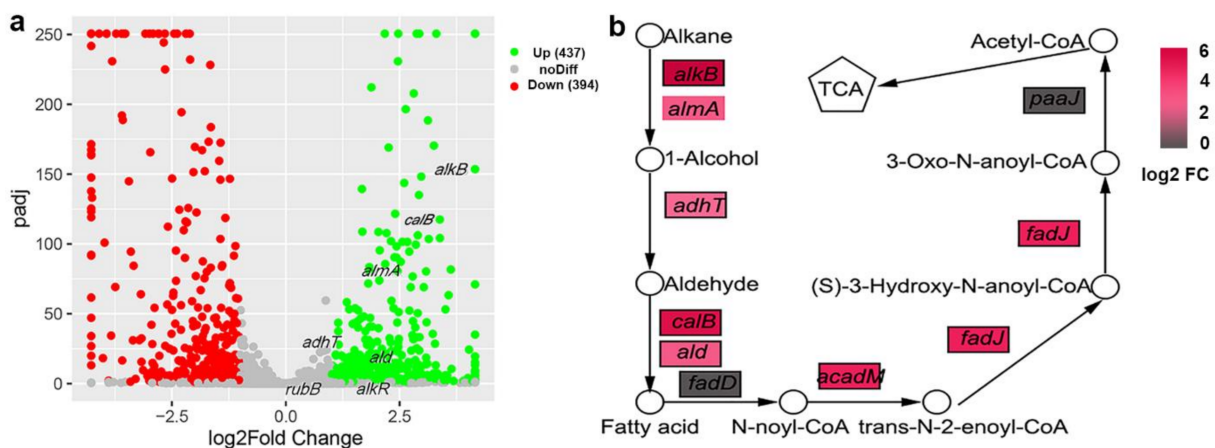 a
padj
250
200
150
100
50
0
−2.5
0.0
2.5
log2Fold Change
alkB
calB
almA
adhT
ald
rubB
alkR
Up (437)
noDiff
Down (394)
b
Alkane
alkB
almA
1-Alcohol
adhT
Aldehyde
calB
ald
fadD
Fatty acid
N-noyl-CoA
acadM
trans-N-2-enoyl-CoA
fadJ
(S)-3-Hydroxy-N-anoyl-CoA
fadJ
3-Oxo-N-anoyl-CoA
paaJ
Acetyl-CoA
TCA
6
4
2
0
log2 FC